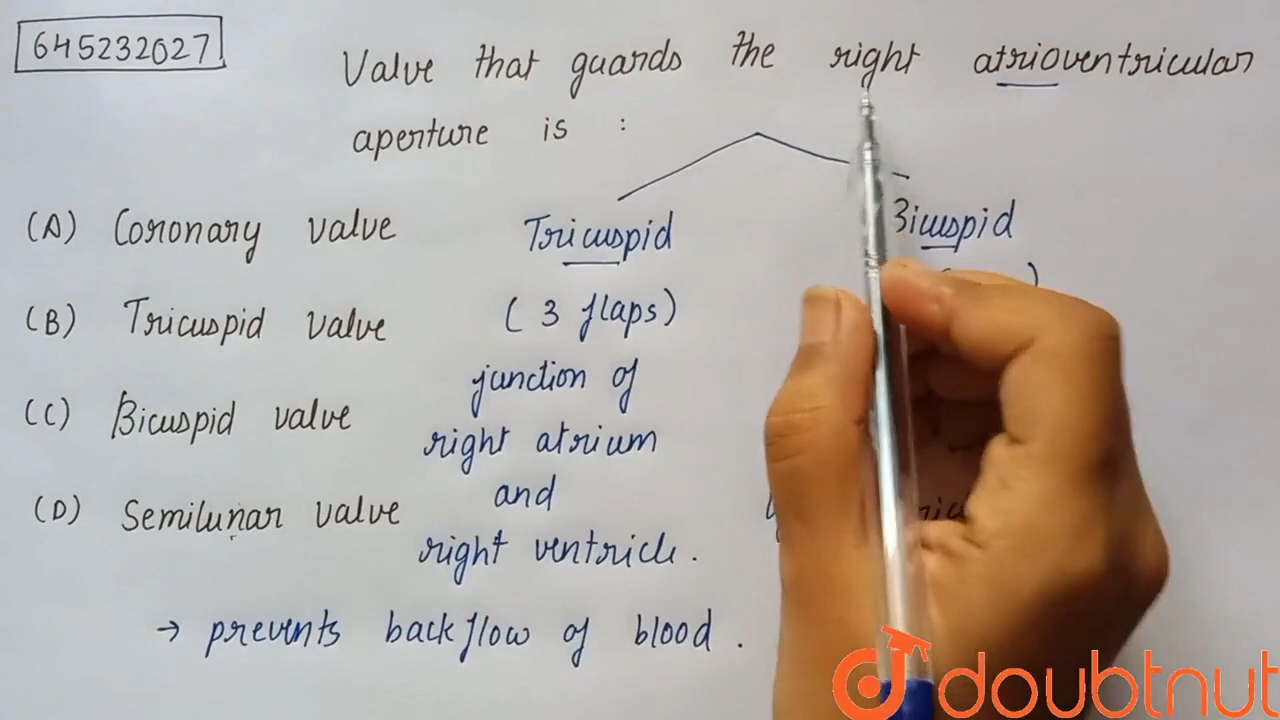 645232027
Valve that guards the right atrioventricular
aperture is :
(A) Coronary valve
(B) Tricuspid valve
(C) Bicuspid valve
(D) Semilunar valve
Tricuspid
(3 flaps)
junction of
right atrium
and
right ventricle.
Bicuspid
→ prevents backflow of blood.
doubtnut